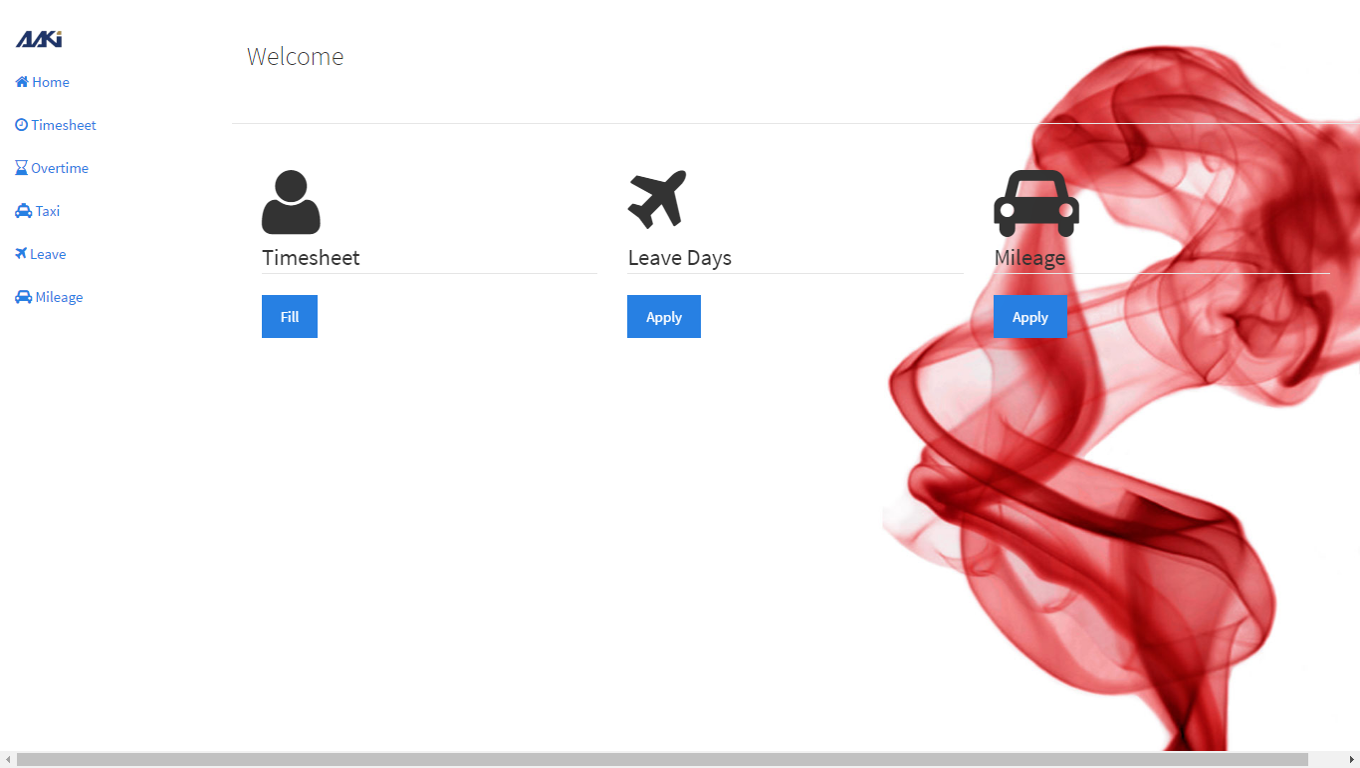 AAKi
Home
Timesheet
Overtime
Taxi
Leave
Mileage
Welcome
Timesheet
Fill
Leave Days
Apply
Mileage
Apply